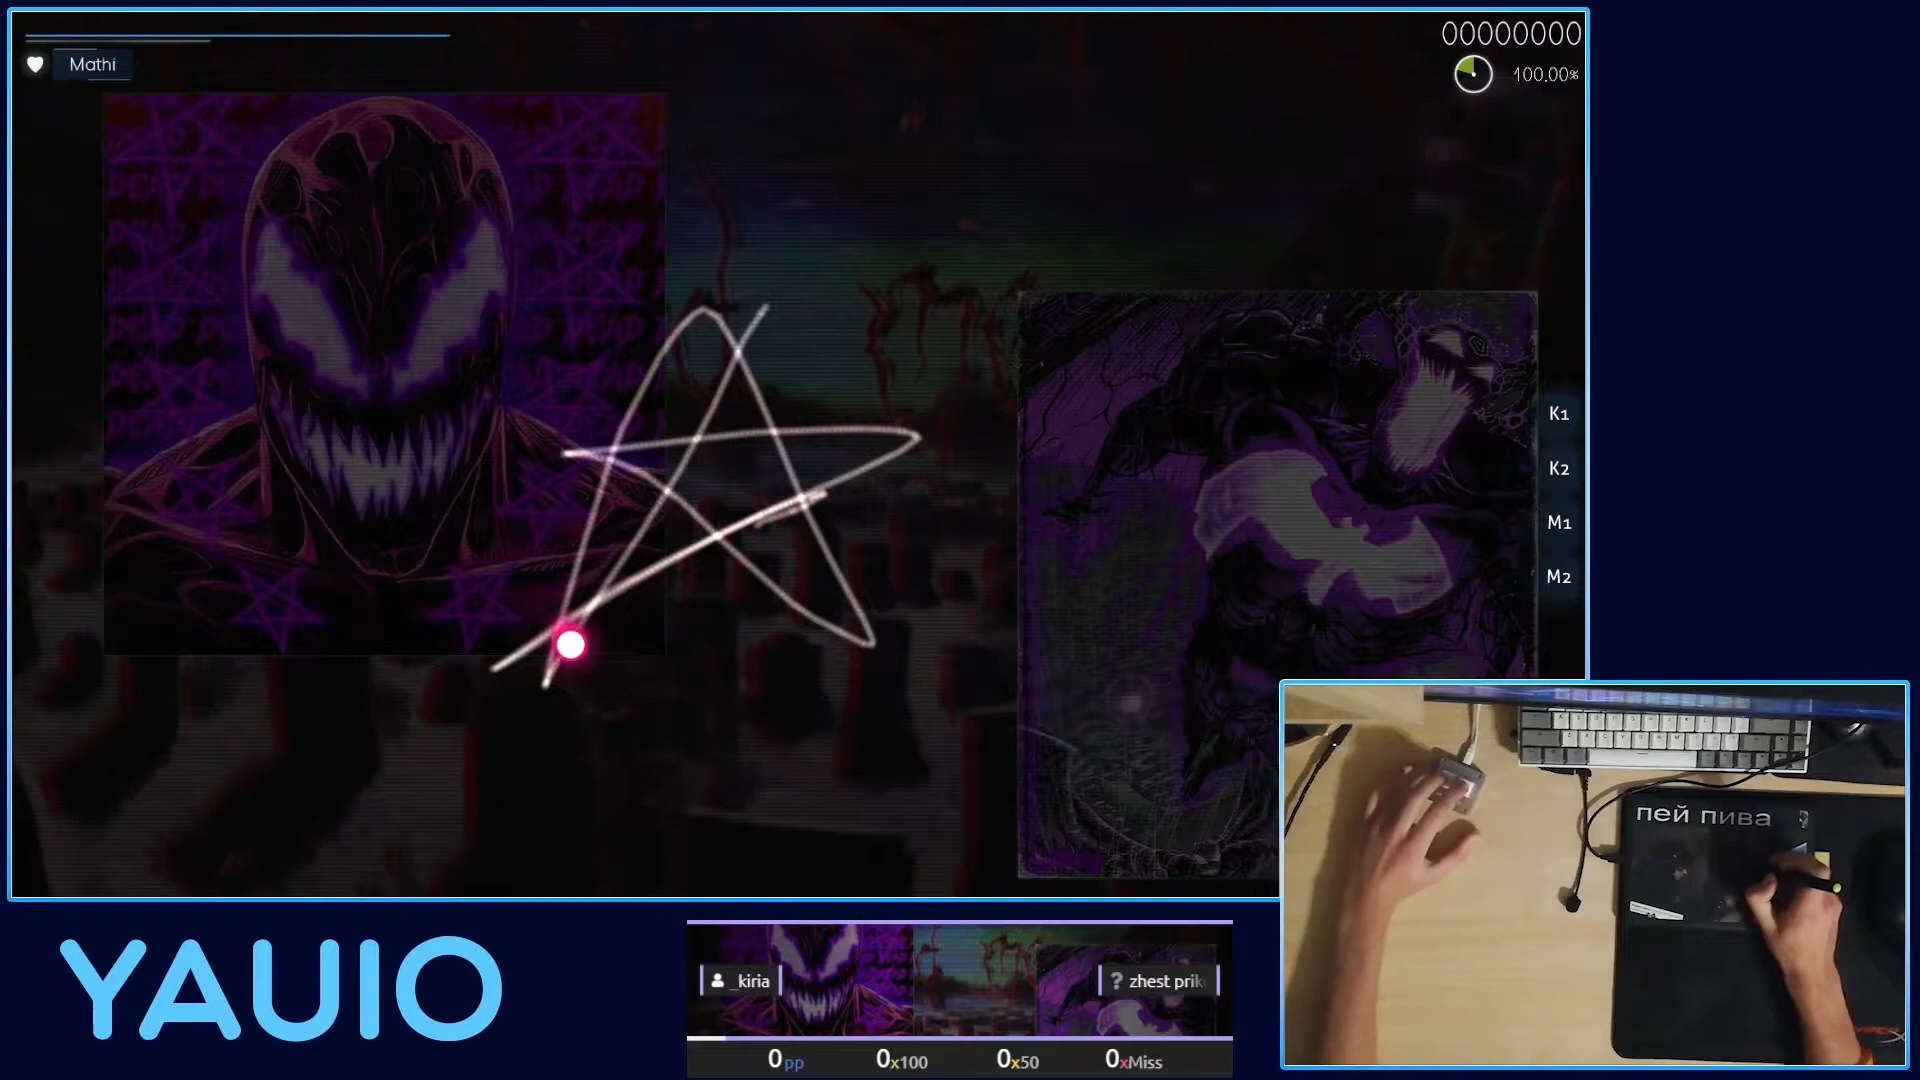 00000000
Mathi
100.00%
K1
K2
M1
M2
пей пива
YAUIO
_kiria
? zhest prik
0pp 0x100 0x50 0xMiss